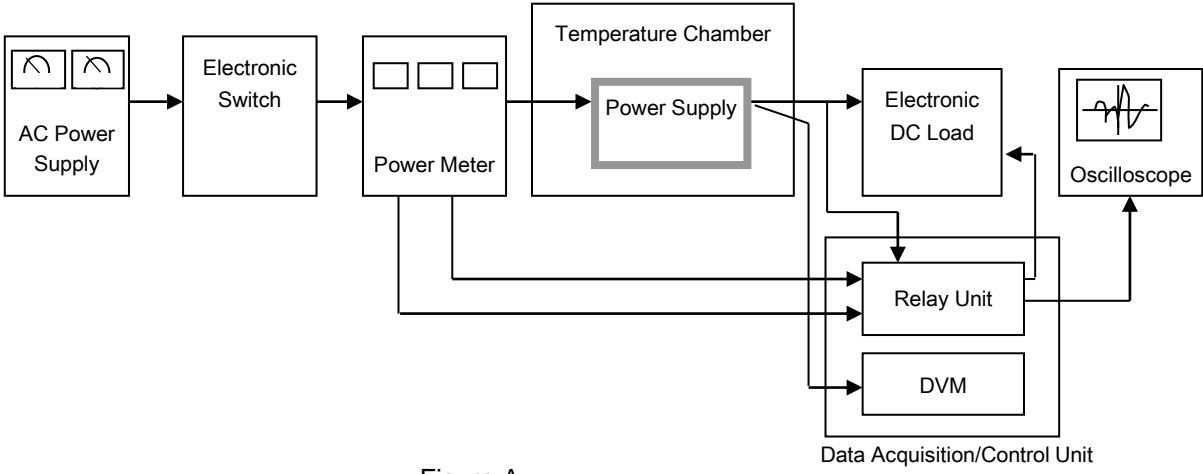 Temperature Chamber
Electronic
Switch
AC Power
Supply
Power Meter
Power Supply
Electronic
DC Load
Oscilloscope
Relay Unit
DVM
Data Acquisition/Control Unit
Figure A